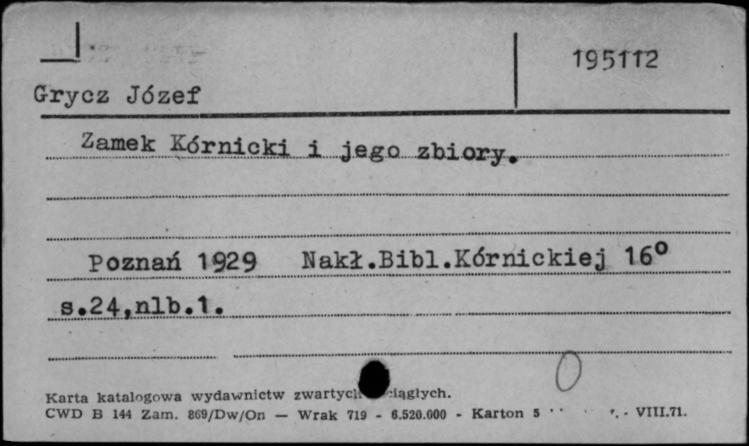 195112
Grycz Józef
Zamek Kórnicki i jego zbiory.
Poznań 1929 Nakł.Bibl.Kórnickiej 16°
s.24,nlb.1.
0
Karta katalogowa wydawnictw zwartych ciągłych.
CWD B 144 Zam. 869/Dw/On — Wrak 719 - 6.520.000 - Karton 5 - VIII.71.